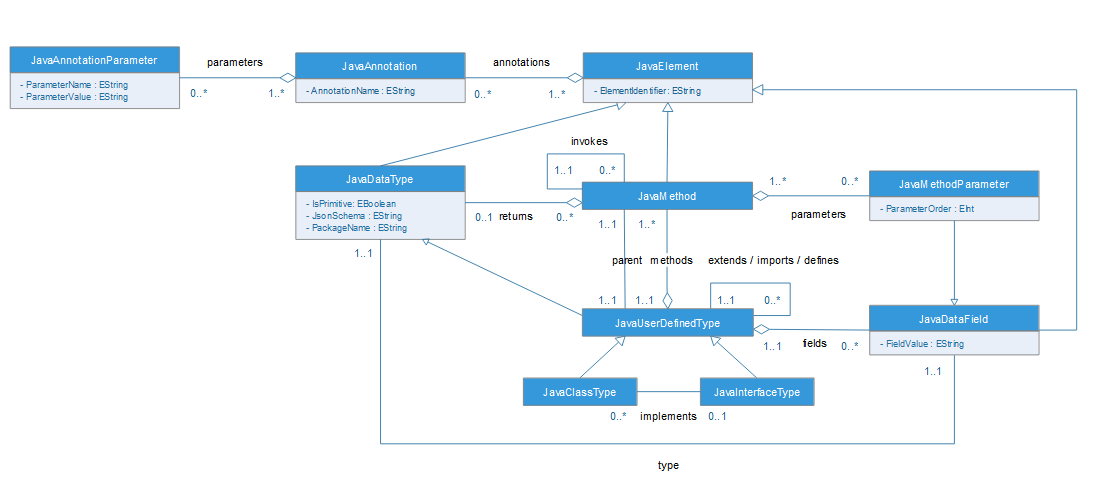 JavaAnnotationParameter
- ParameterName : EString
- ParameterValue : EString
parameters
0..*
1..*
JavaAnnotation
- AnnotationName : EString
annotations
0..*
1..*
JavaElement
- ElementIdentifier: EString
invokes
1..1
0..*
JavaDataType
- IsPrimitive: EBoolean
- JsonSchema : EString
- PackageName : EString
0..1
returns
0..*
JavaMethod
1..*
0..*
parameters
JavaMethodParameter
- ParameterOrder : EInt
1..1
1..1
1..*
parent
methods
extends / imports / defines
1..1
1..1
1..1
0..*
JavaUserDefinedType
1..1
fields
0..*
JavaDataField
- FieldValue : EString
1..1
JavaClassType
JavaInterfaceType
0..*
implements
0..1
type